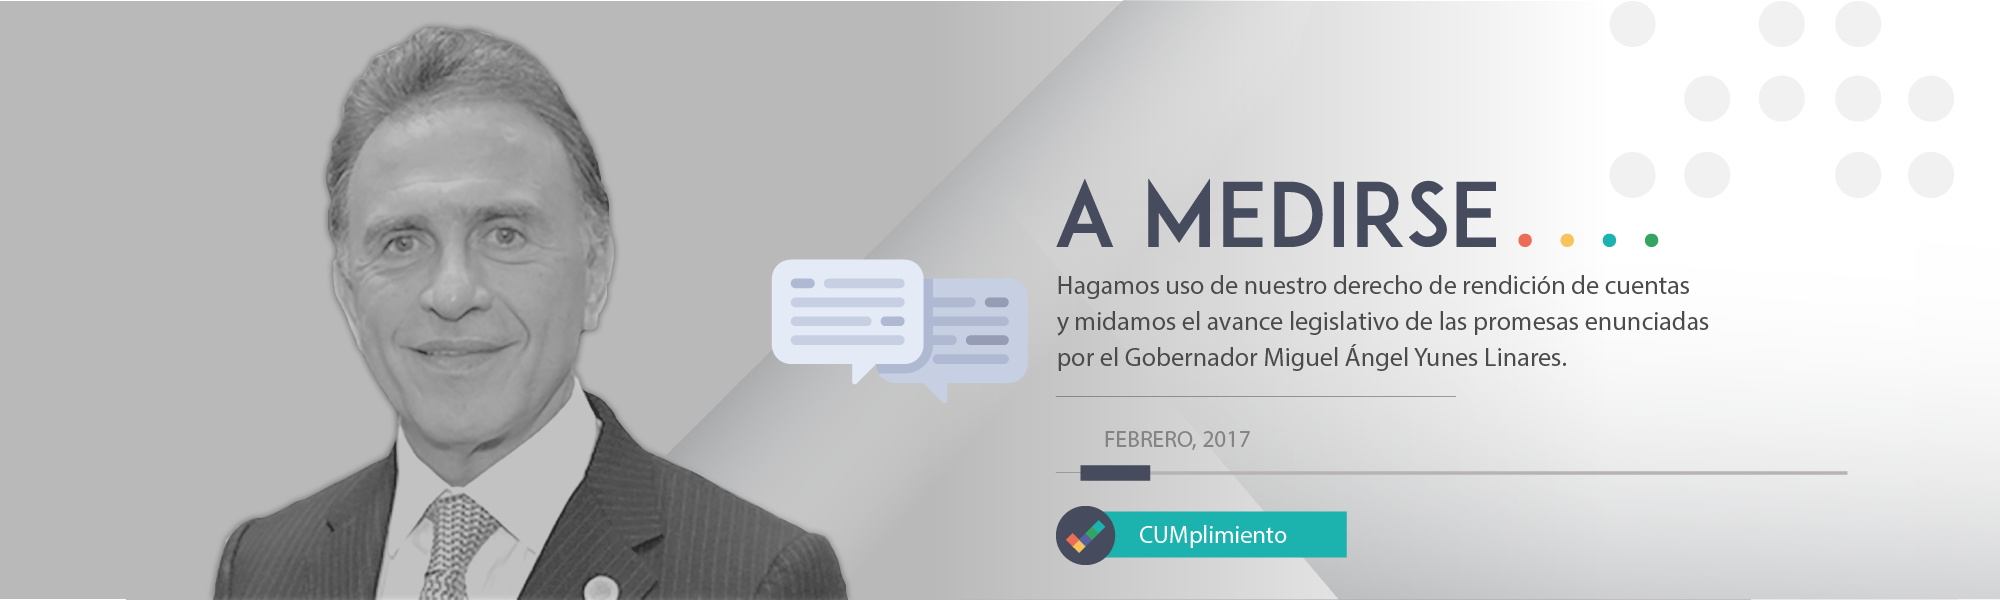 A MEDIRSE....
Hagamos uso de nuestro derecho de rendición de cuentas
y midamos el avance legislativo de las promesas enunciadas
por el Gobernador Miguel Ángel Yunes Linares.
FEBRERO, 2017
CUMplimiento